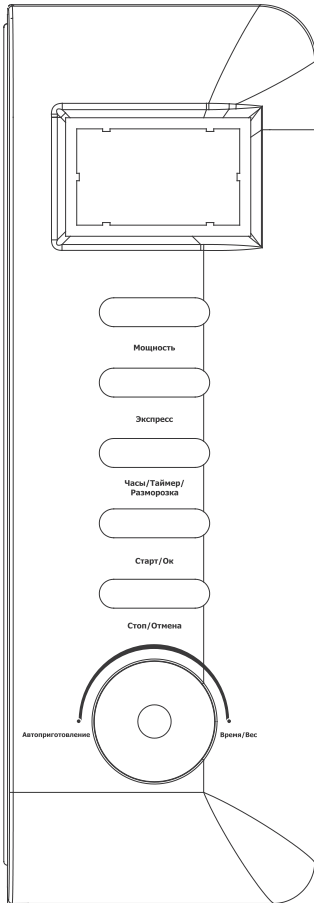 Мощность
Экспресс
Часы/Таймер/
Разморозка
Старт/Ок
Стоп/Отмена
Автоприготовление
Время/Вес